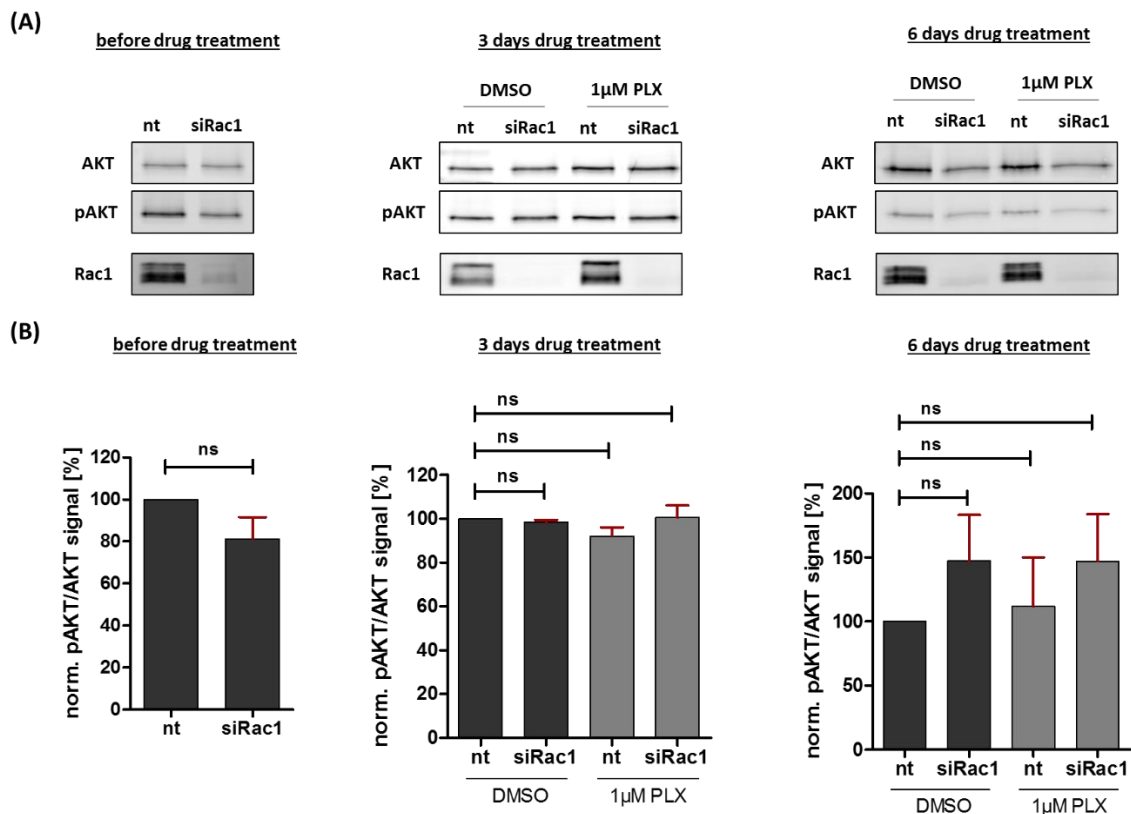 (A)
before drug treatment
3 days drug treatment
6 days drug treatment
DMSO
1µM PLX
DMSO
1µM PLX
nt siRac1
nt siRac1 nt siRac1
nt siRac1 nt siRac1
AKT
AKT
AKT
pAKT
pAKT
pAKT
Rac1
Rac1
Rac1
(B)
before drug treatment
3 days drug treatment
6 days drug treatment
norm. pAKT/AKT signal [%]
120
100
80
60
40
20
0
ns
nt siRac1
norm. pAKT/AKT signal [%]
120
100
80
60
40
20
0
ns
ns
ns
nt siRac1 nt siRac1
DMSO 1µM PLX
norm. pAKT/AKT signal [%]
200
150
100
50
0
ns
ns
ns
nt siRac1 nt siRac1
DMSO 1µM PLX